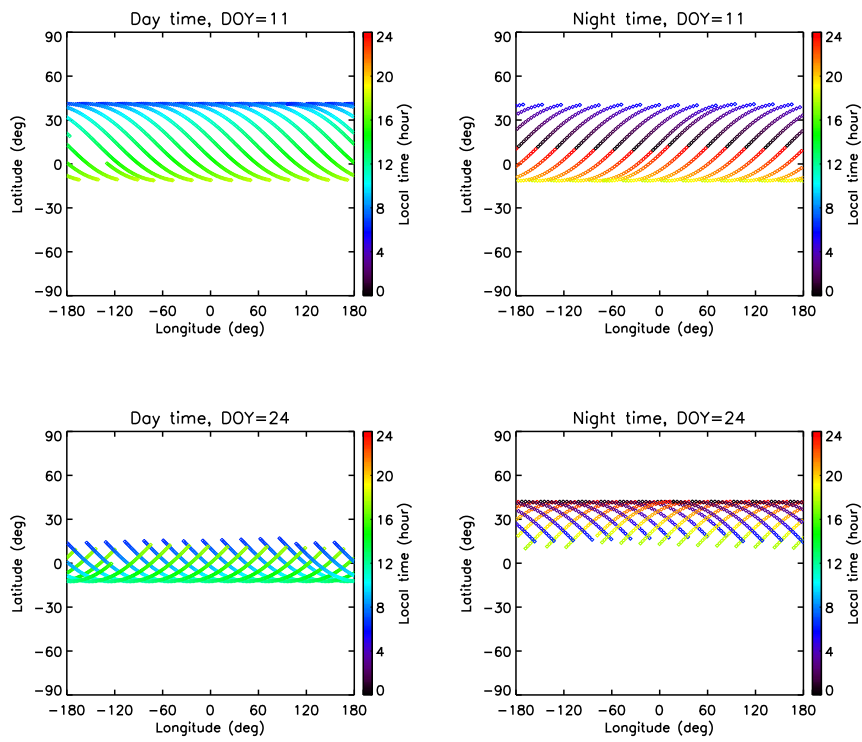 Day time, DOY=11
90
60
30
0
−30
−60
−90
Latitude (deg)
−180 −120 −60 0 60 120 180
Longitude (deg)
24
20
16
12
8
4
0
Local time (hour)
Night time, DOY=11
90
60
30
0
−30
−60
−90
Latitude (deg)
−180 −120 −60 0 60 120 180
Longitude (deg)
24
20
16
12
8
4
0
Local time (hour)
Day time, DOY=24
90
60
30
0
−30
−60
−90
Latitude (deg)
−180 −120 −60 0 60 120 180
Longitude (deg)
24
20
16
12
8
4
0
Local time (hour)
Night time, DOY=24
90
60
30
0
−30
−60
−90
Latitude (deg)
−180 −120 −60 0 60 120 180
Longitude (deg)
24
20
16
12
8
4
0
Local time (hour)